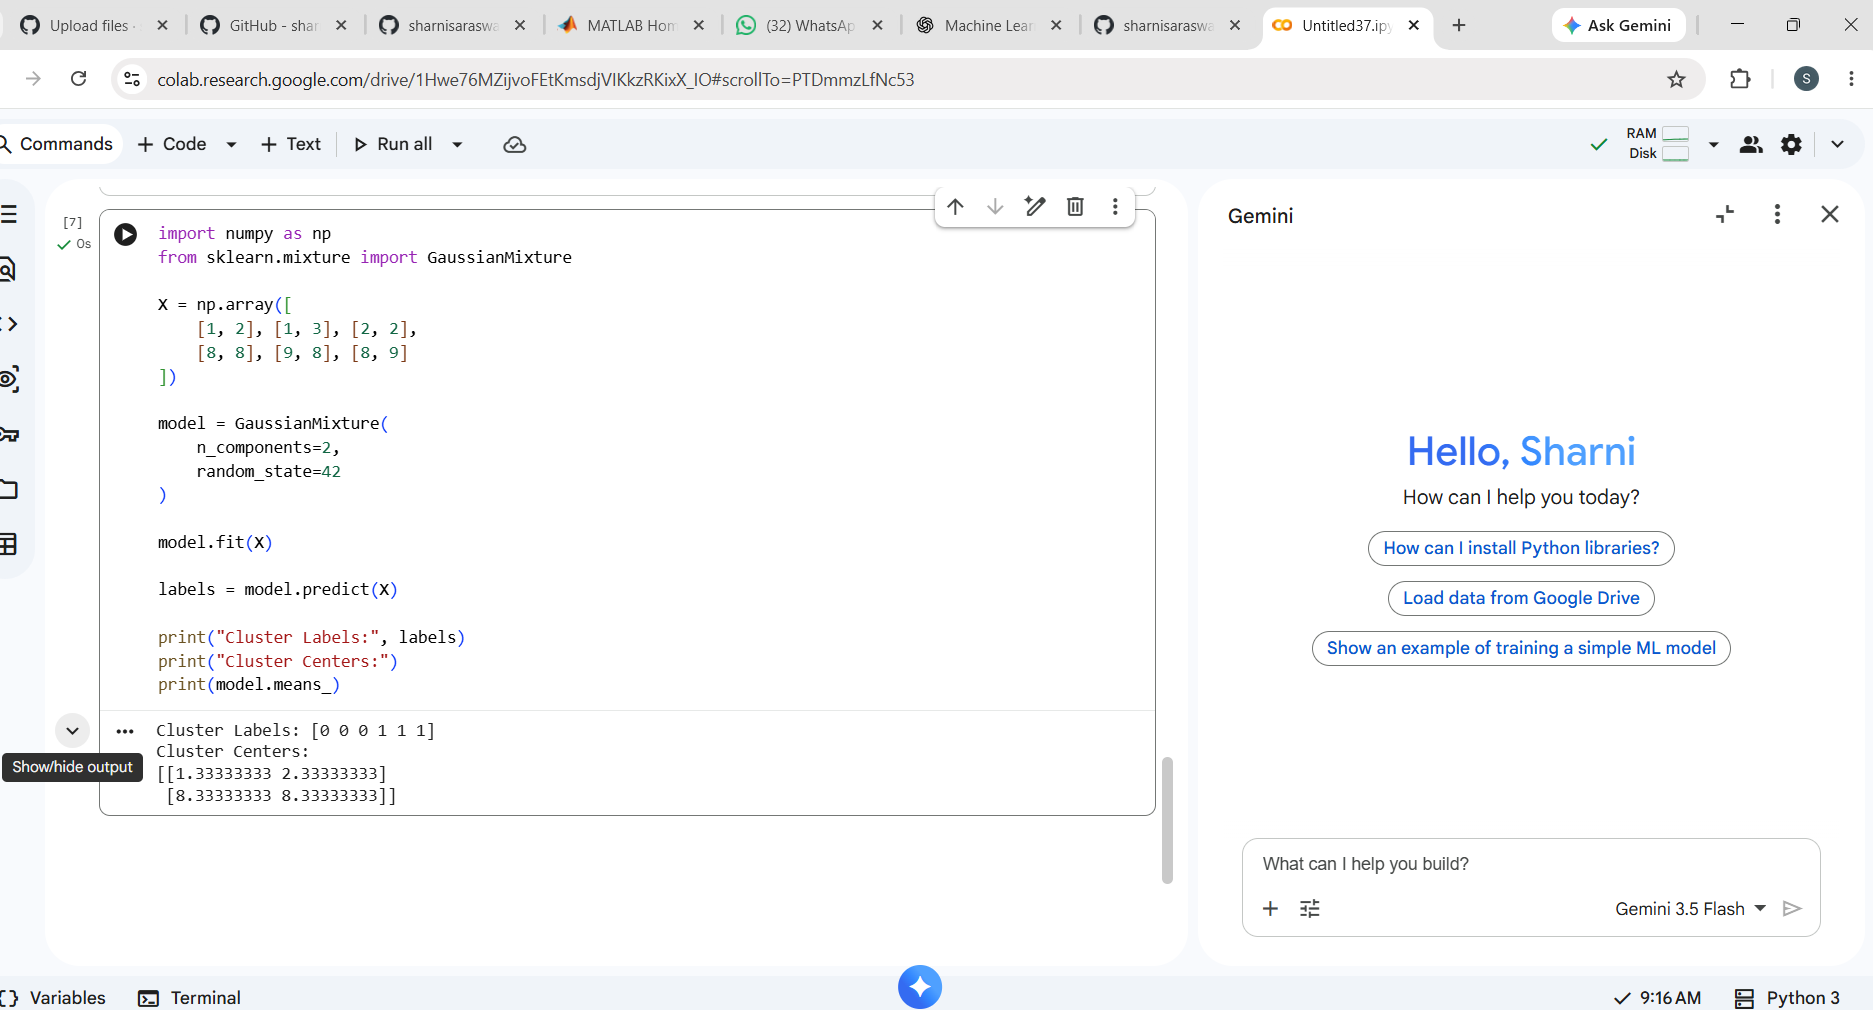 Upload files ·
GitHub - shar
sharnisaraswa
MATLAB Hom
(32) WhatsAp
Machine Lear
sharnisaraswa
Untitled37.ipy
Ask Gemini
colab.research.google.com/drive/1Hwe76MZijvoFEtKmsdjVIKkzRKixX_IO#scrollTo=PTDmmzLfNc53
S
Commands
+ Code
+ Text
Run all
RAM
Disk
[7]
0s
import numpy as np
from sklearn.mixture import GaussianMixture
X = np.array([
[1, 2], [1, 3], [2, 2],
[8, 8], [9, 8], [8, 9]
])
model = GaussianMixture(
n_components=2,
random_state=42
)
model.fit(X)
labels = model.predict(X)
print("Cluster Labels:", labels)
print("Cluster Centers:")
print(model.means_)
Cluster Labels: [0 0 0 1 1 1]
Cluster Centers:
[[1.33333333 2.33333333]
[8.33333333 8.33333333]]
Show/hide output
Gemini
Hello, Sharni
How can I help you today?
How can I install Python libraries?
Load data from Google Drive
Show an example of training a simple ML model
What can I help you build?
Gemini 3.5 Flash
Variables
Terminal
9:16 AM
Python 3